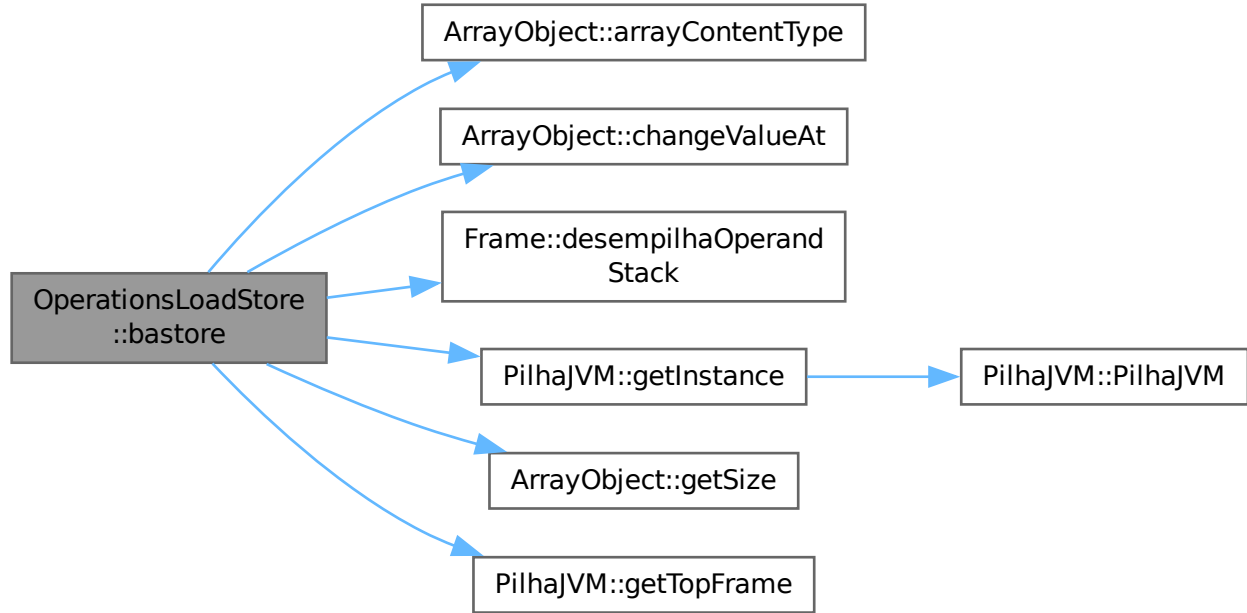 ArrayObject::arrayContentType
ArrayObject::changeValueAt
Frame::desempilhaOperand
Stack
OperationsLoadStore
::bastore
PilhaJVM::getInstance
PilhaJVM::PilhaJVM
ArrayObject::getSize
PilhaJVM::getTopFrame